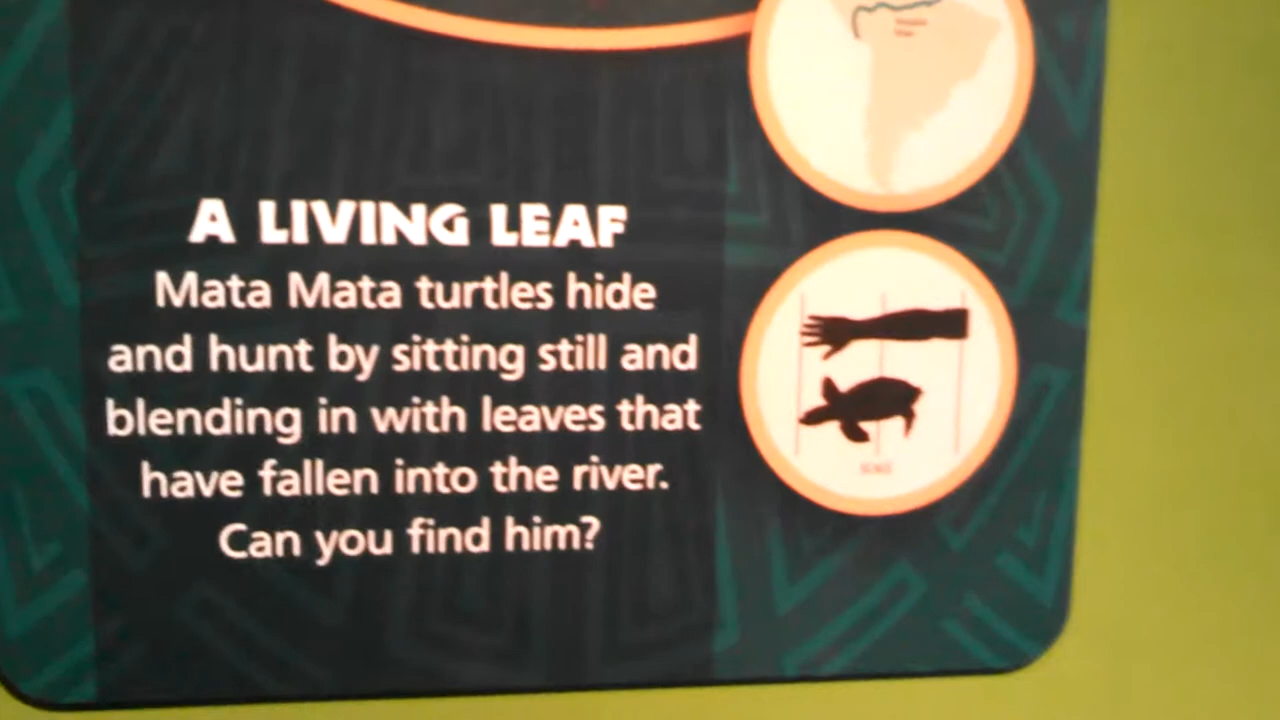 A LIVING LEAF
Mata Mata turtles hide
and hunt by sitting still and
blending in with leaves that
have fallen into the river.
Can you find him?